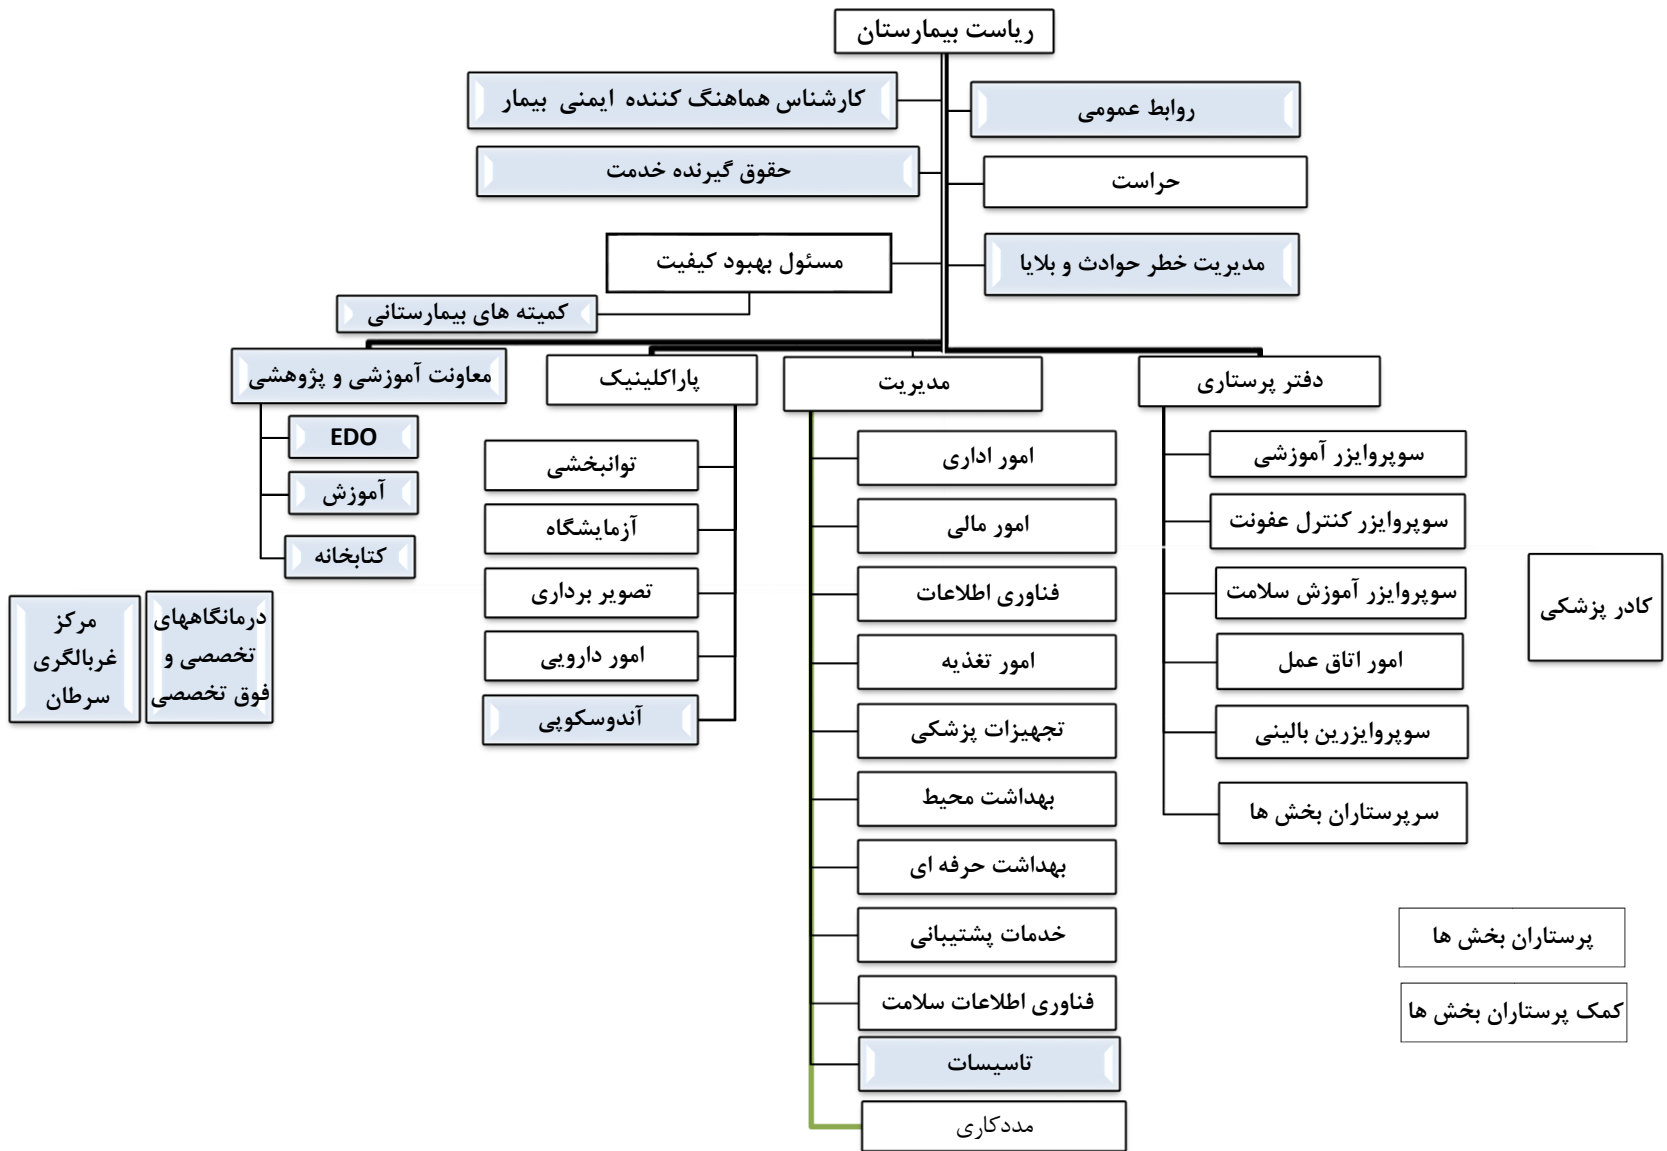 ریاست بیمارستان
روابط عمومی
کارشناس هماهنگ کننده ایمنی بیمار
حراست
حقوق گیرنده خدمت
مدیریت خطر حوادث و بلایا
مسئول بهبود کیفیت
کمیته های بیمارستانی
دفتر پرستاری
سوپروایزر آموزشی
سوپروایزر کنترل عفونت
سوپروایزر آموزش سلامت
امور اتاق عمل
سوپروایزرین بالینی
سرپرستاران بخش ها
مدیریت
امور اداری
امور مالی
فناوری اطلاعات
امور تغذیه
تجهیزات پزشکی
بهداشت محیط
بهداشت حرفه ای
خدمات پشتیبانی
فناوری اطلاعات سلامت
تاسیسات
مددکاری
پاراکلینیک
توانبخشی
آزمایشگاه
تصویر برداری
امور دارویی
آندوسکوپی
معاونت آموزشی و پژوهشی
EDO
آموزش
کتابخانه
کادر پزشکی
پرستاران بخش ها
کمک پرستاران بخش ها
درمانگاههای
تخصصی و
فوق تخصصی
مرکز
غربالگری
سرطان